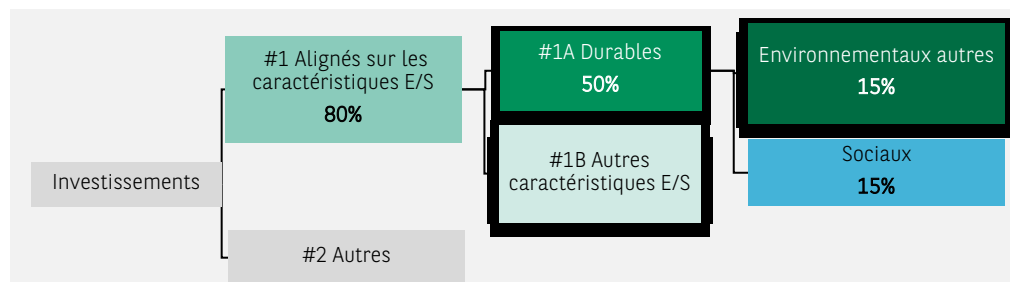 #1 Alignés sur les
caractéristiques E/S
80%
#1A Durables
50%
Environnementaux autres
15%
#1B Autres
caractéristiques E/S
Sociaux
15%
Investissements
#2 Autres